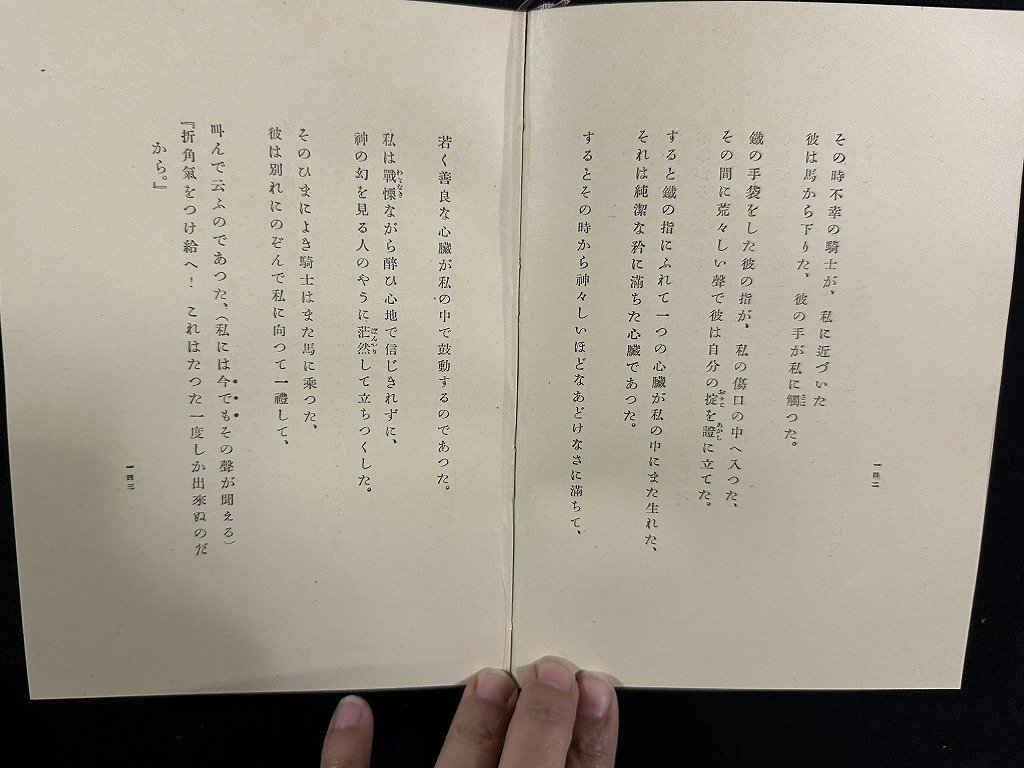 その時不幸の騎士が、私に近づいた
彼は馬から下りた、彼の手が私に觸つた。
鐵の手袋をした彼の指が、私の傷口の中へ入つた、
その間に荒々しい聲で彼は自分の掟を證に立てた。
すると鐵の指にふれて一つの心臓が私の中にまた生れた、
それは純潔な矜に滿ちた心臓であつた。
するとその時から神々しいほどなあどけなさに滿ちて、
一四二
若く善良な心臓が私の中で鼓動するのであつた。
私は戰慄ながら醉ひ心地で信じきれずに、
神の幻を見る人のやうに茫然して立ちつくした。
そのひまによき騎士はまた馬に乘つた、
彼は別れにのぞんで私に向つて一禮して、
叫んで云ふのであつた、(私には今でもその聲が聞える)
『折角氣をつけ給へ! これはたつた一度しか出來ぬのだ
から。』
一四三